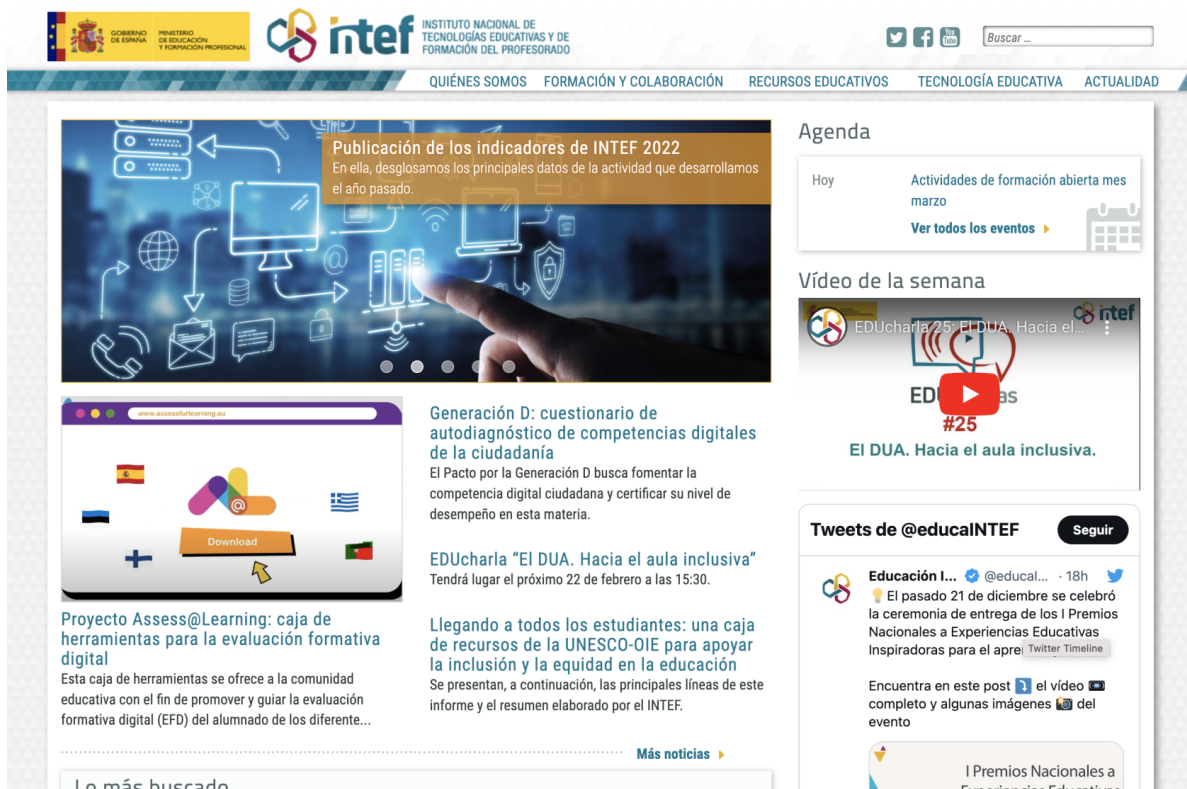 GOBIERNO
DE ESPAÑA
MINISTERIO
DE EDUCACIÓN
Y FORMACIÓN PROFESIONAL
intef
INSTITUTO NACIONAL DE
TECNOLOGÍAS EDUCATIVAS Y DE
FORMACIÓN DEL PROFESORADO
You
Tube
Buscar ...
QUIÉNES SOMOS FORMACIÓN Y COLABORACIÓN RECURSOS EDUCATIVOS TECNOLOGÍA EDUCATIVA ACTUALIDAD
Publicación de los indicadores de INTEF 2022
En ella, desglosamos los principales datos de la actividad que desarrollamos
el año pasado.
www.assessforlearning.eu
@
Download
Proyecto Assess@Learning: caja de
herramientas para la evaluación formativa
digital
Esta caja de herramientas se ofrece a la comunidad
educativa con el fin de promover y guiar la evaluación
formativa digital (EFD) del alumnado de los diferente...
Generación D: cuestionario de
autodiagnóstico de competencias digitales
de la ciudadanía
El Pacto por la Generación D busca fomentar la
competencia digital ciudadana y certificar su nivel de
desempeño en esta materia.
EDUcharla “El DUA. Hacia el aula inclusiva”
Tendrá lugar el próximo 22 de febrero a las 15:30.
Llegando a todos los estudiantes: una caja
de recursos de la UNESCO-OIE para apoyar
la inclusión y la equidad en la educación
Se presentan, a continuación, las principales líneas de este
informe y el resumen elaborado por el INTEF.
Más noticias
Lo más buscado
Agenda
Hoy
Actividades de formación abierta mes
marzo
Ver todos los eventos
Vídeo de la semana
intef
EDUcharla 25: El DUA. Hacia el...
#25
El DUA. Hacia el aula inclusiva.
Tweets de @educaINTEF
Seguir
Educación I... @educal... · 18h
El pasado 21 de diciembre se celebró
la ceremonia de entrega de los I Premios
Nacionales a Experiencias Educativas
Inspiradoras para el
Twitter Timeline
Encuentra en este post el vídeo
completo y algunas imágenes del
evento
I Premios Nacionales a
Experiencias Educativas